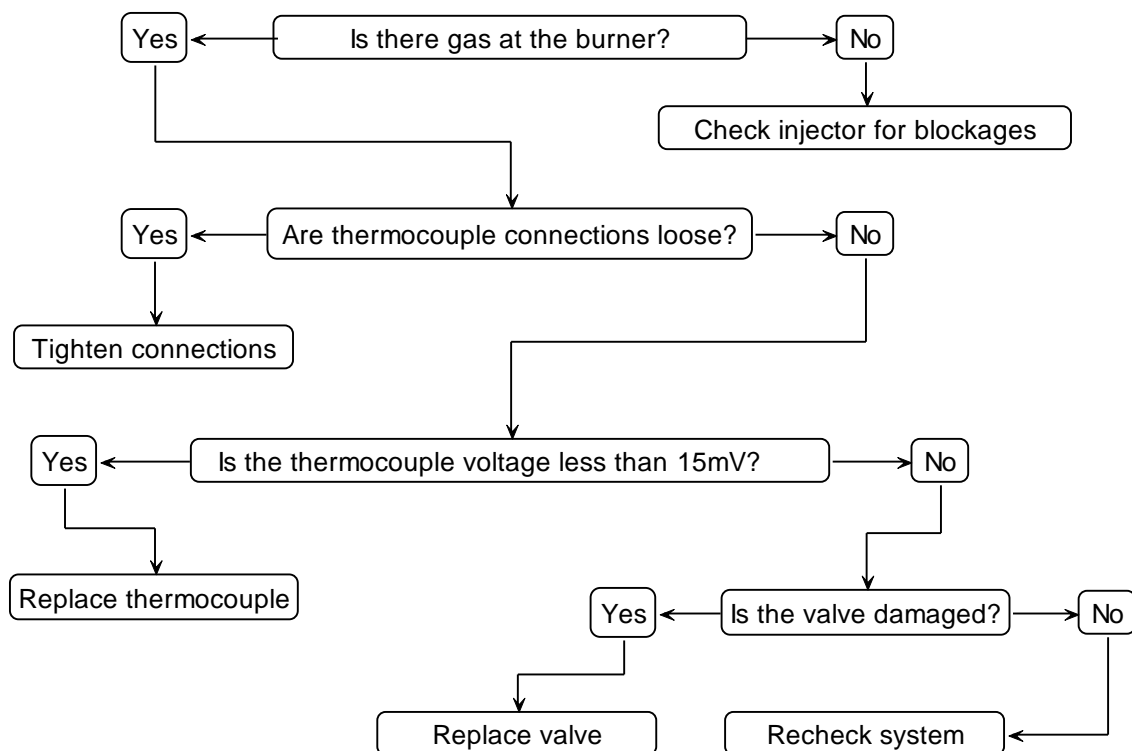 Yes
Is there gas at the burner?
No
Check injector for blockages
Yes
Are thermocouple connections loose?
No
Tighten connections
Yes
Is the thermocouple voltage less than 15mV?
No
Replace thermocouple
Yes
Is the valve damaged?
No
Replace valve
Recheck system